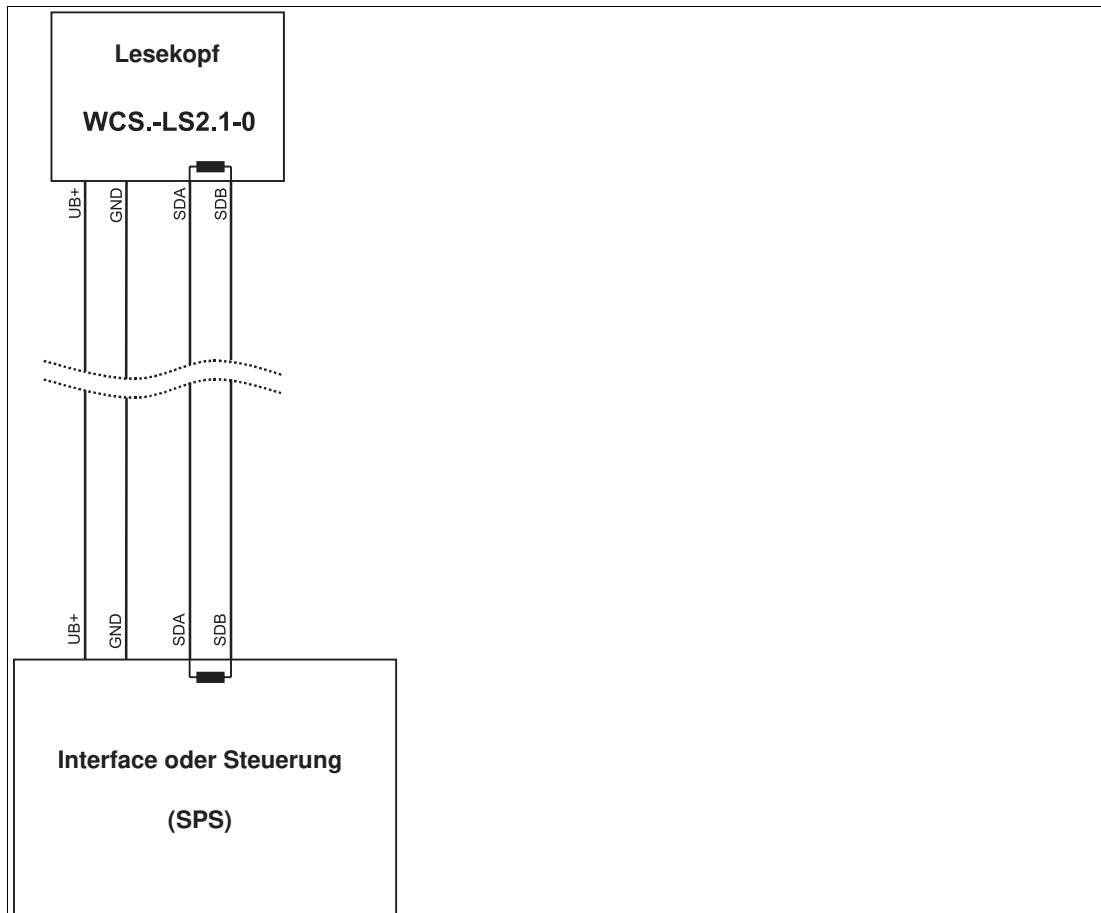 Lesekopf
WCS.-LS2.1-0
UB+
GND
SDA
SDB
UB+
GND
SDA
SDB
Interface oder Steuerung
(SPS)